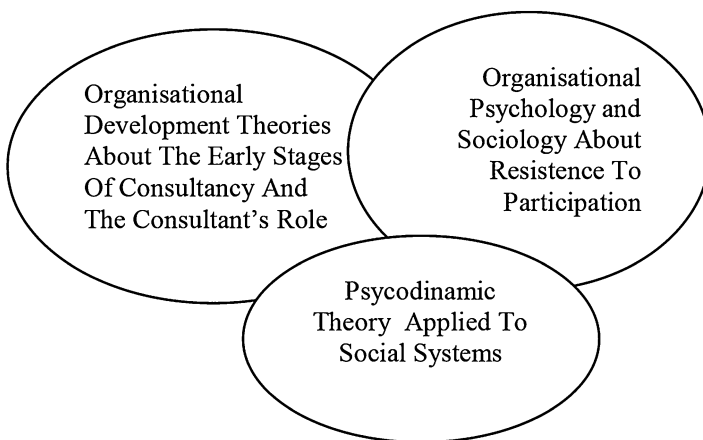 Organisational
Development Theories
About The Early Stages
Of Consultancy And
The Consultant’s Role
Organisational
Psychology and
Sociology About
Resistence To
Participation
Psycodinamic
Theory Applied To
Social Systems